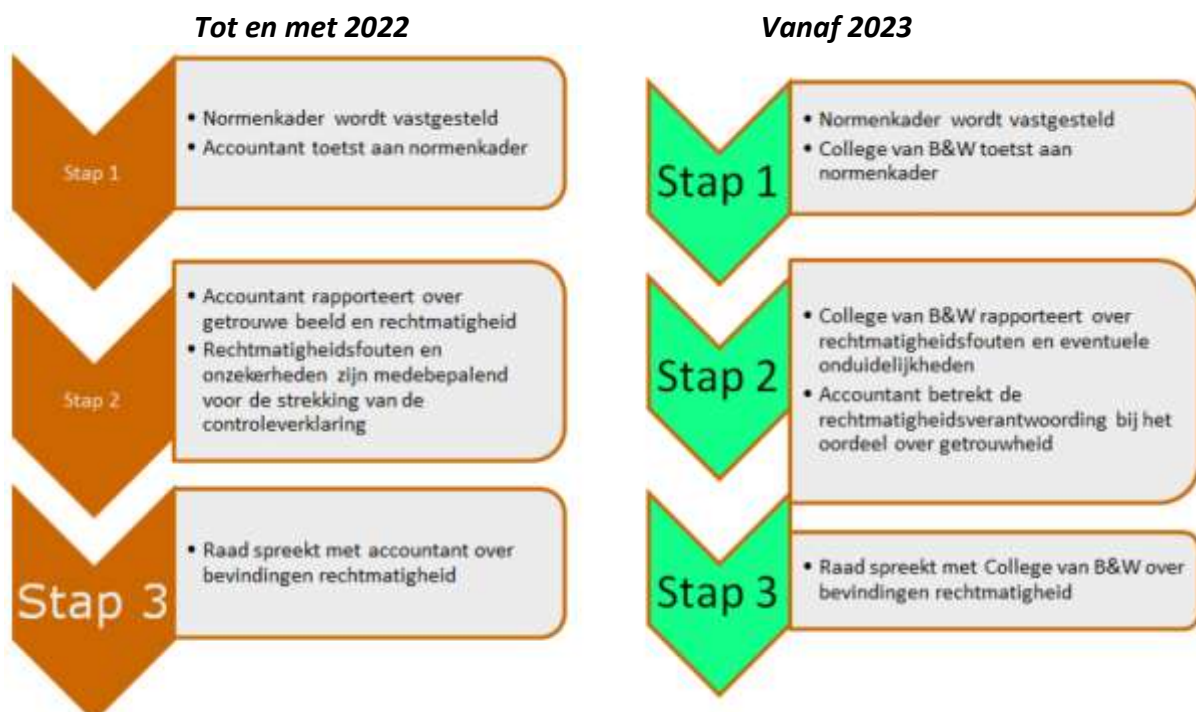 Tot en met 2022
Stap 1
• Normenkader wordt vastgesteld
• Accountant toetst aan normenkader
Stap 2
• Accountant rapporteert over
getrouwe beeld en rechtmatigheid
• Rechtmatigheidsfouten en
onzekerheden zijn medebepalend
voor de strekking van de
controleverklaring
Stap 3
• Raad spreekt met accountant over
bevindingen rechtmatigheid
Vanaf 2023
Stap 1
• Normenkader wordt vastgesteld
• College van B&W toetst aan
normenkader
Stap 2
• College van B&W rapporteert over
rechtmatigheidsfouten en eventuele
onduidelijkheden
• Accountant betrekt de
rechtmatigheidsverantwoording bij het
oordeel over getrouwheid
Stap 3
• Raad spreekt met College van B&W over
bevindingen rechtmatigheid